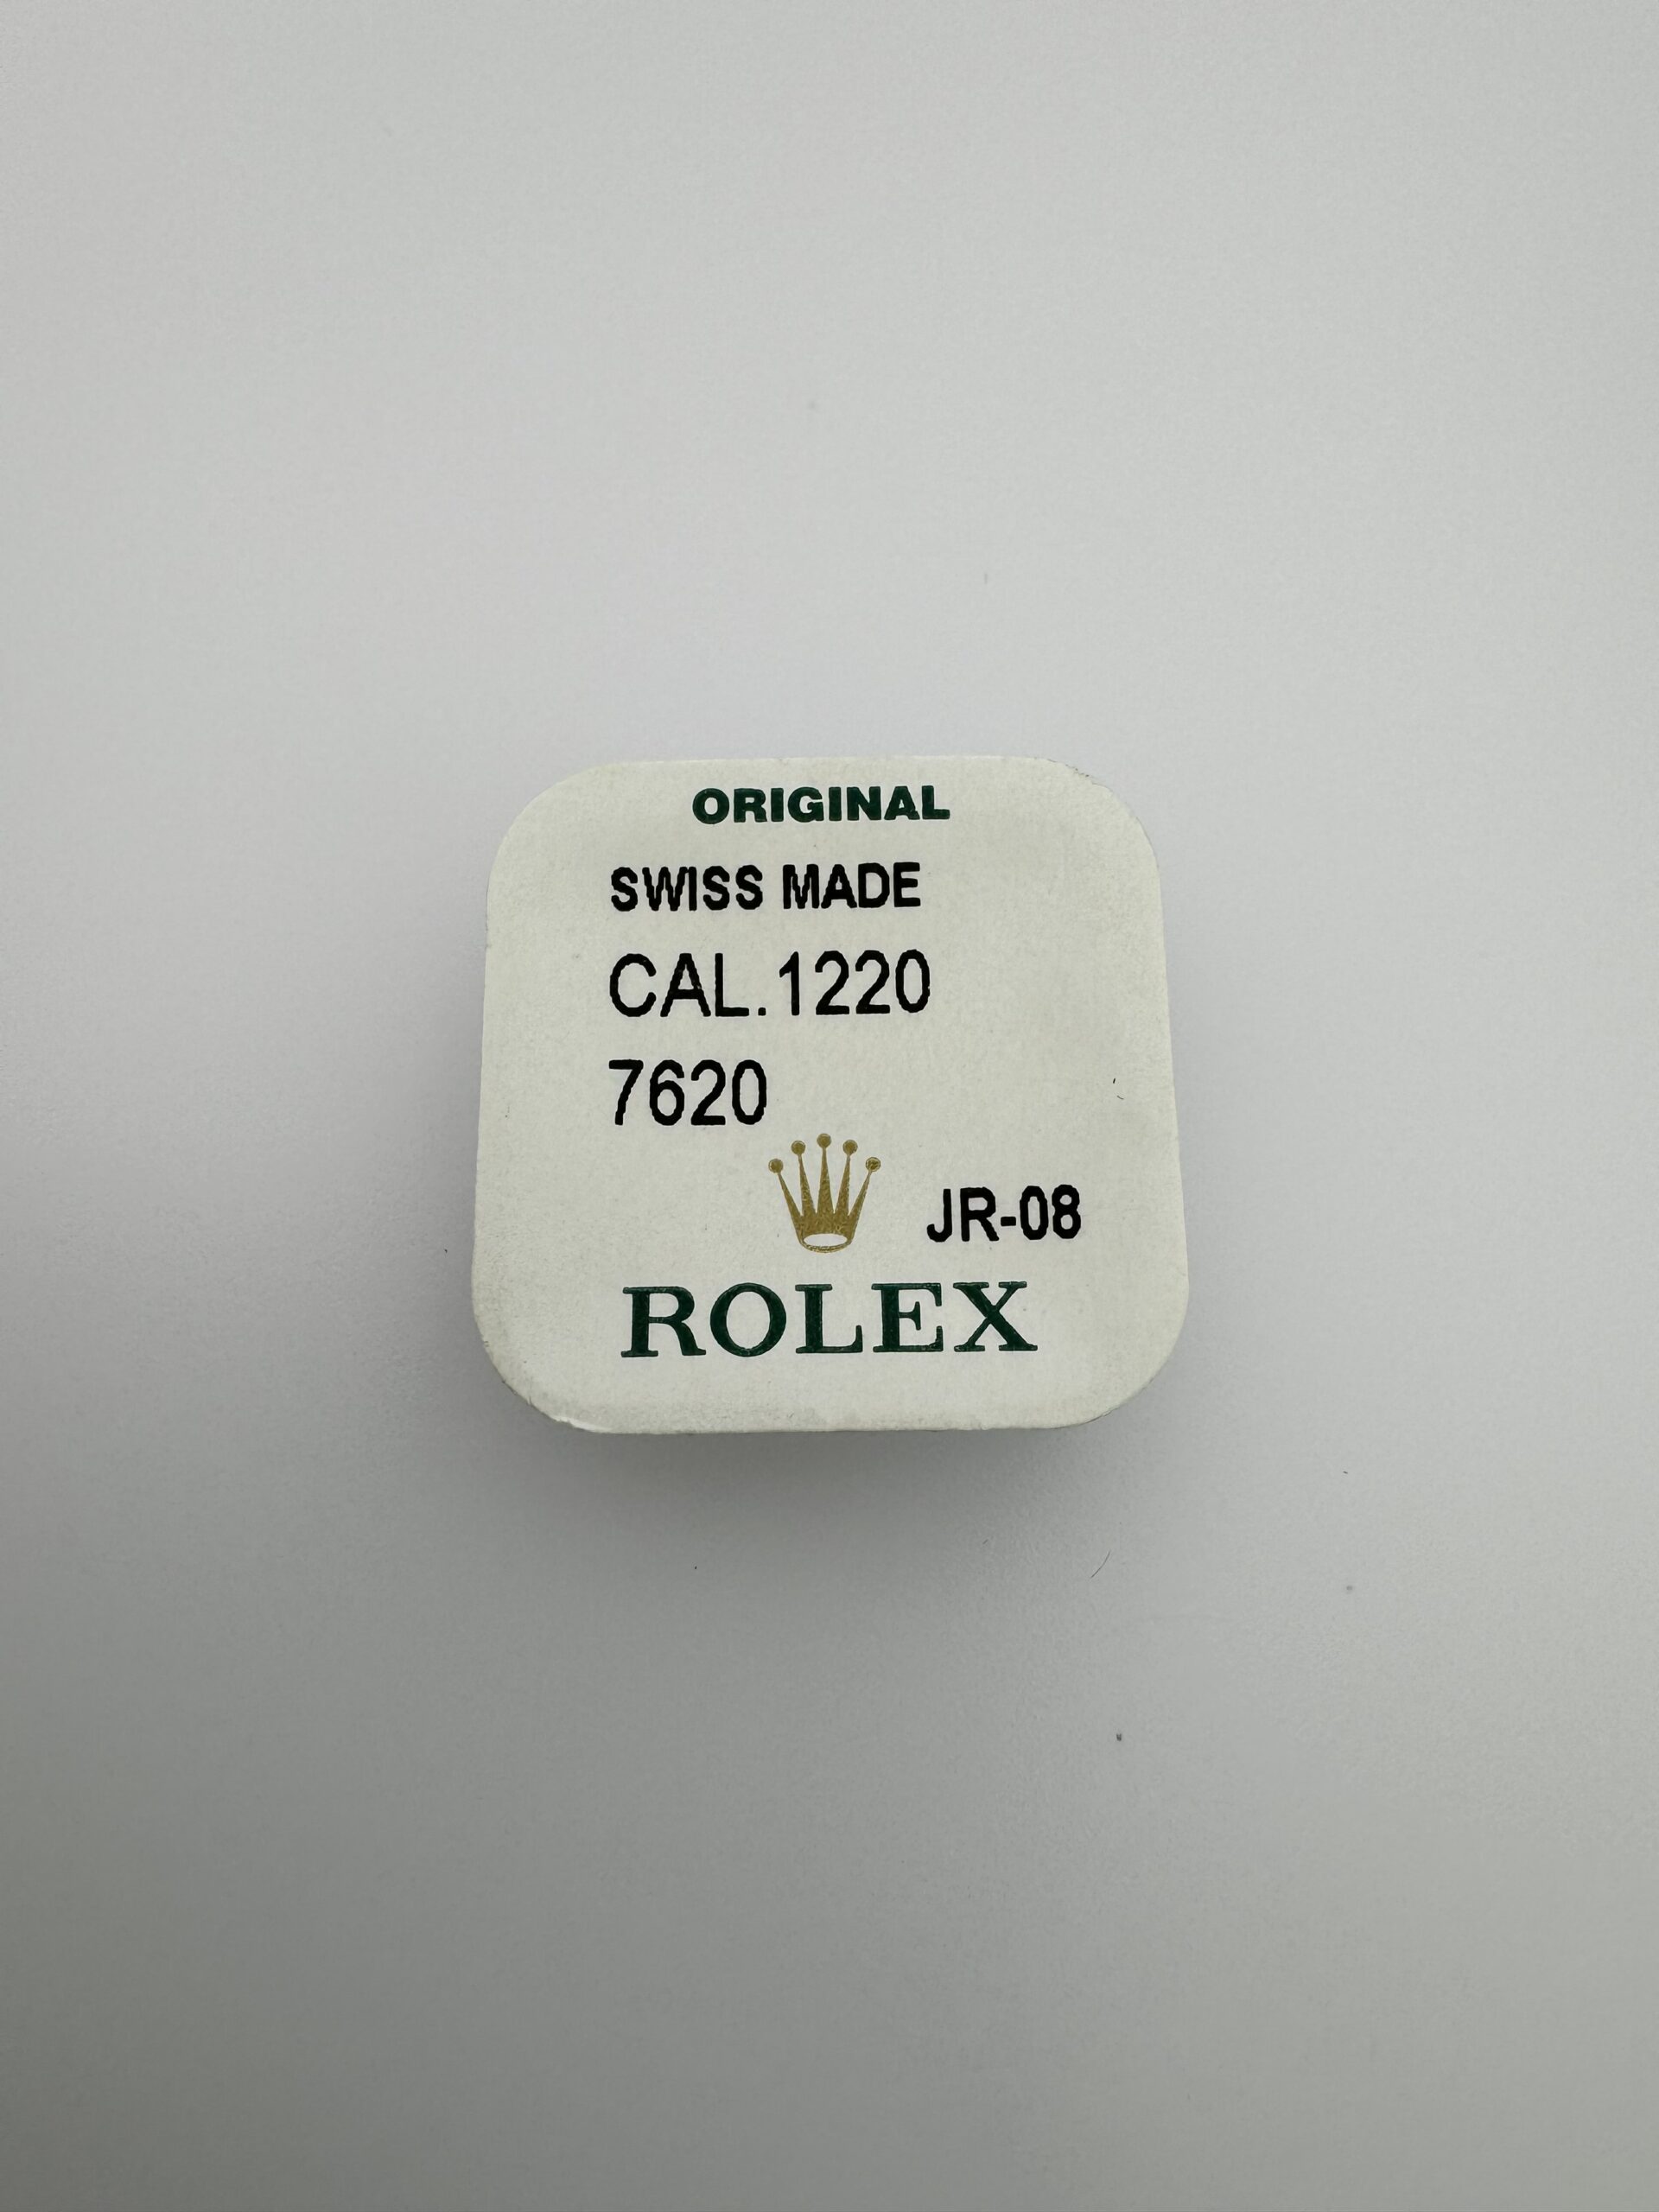 ORIGINAL
SWISS MADE
CAL.1220
7620
JR-08
ROLEX